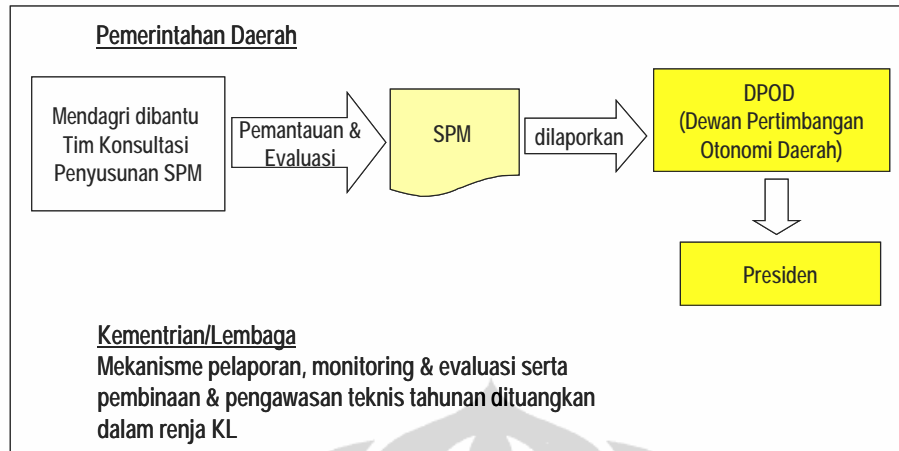 Pemerintahan Daerah
Mendagri dibantu
Tim Konsultasi
Penyusunan SPM
Pemantauan &
Evaluasi
SPM
dilaporkan
DPOD
(Dewan Pertimbangan
Otonomi Daerah)
Presiden
Kementrian/Lembaga
Mekanisme pelaporan, monitoring & evaluasi serta
pembinaan & pengawasan teknis tahunan dituangkan
dalam renja KL